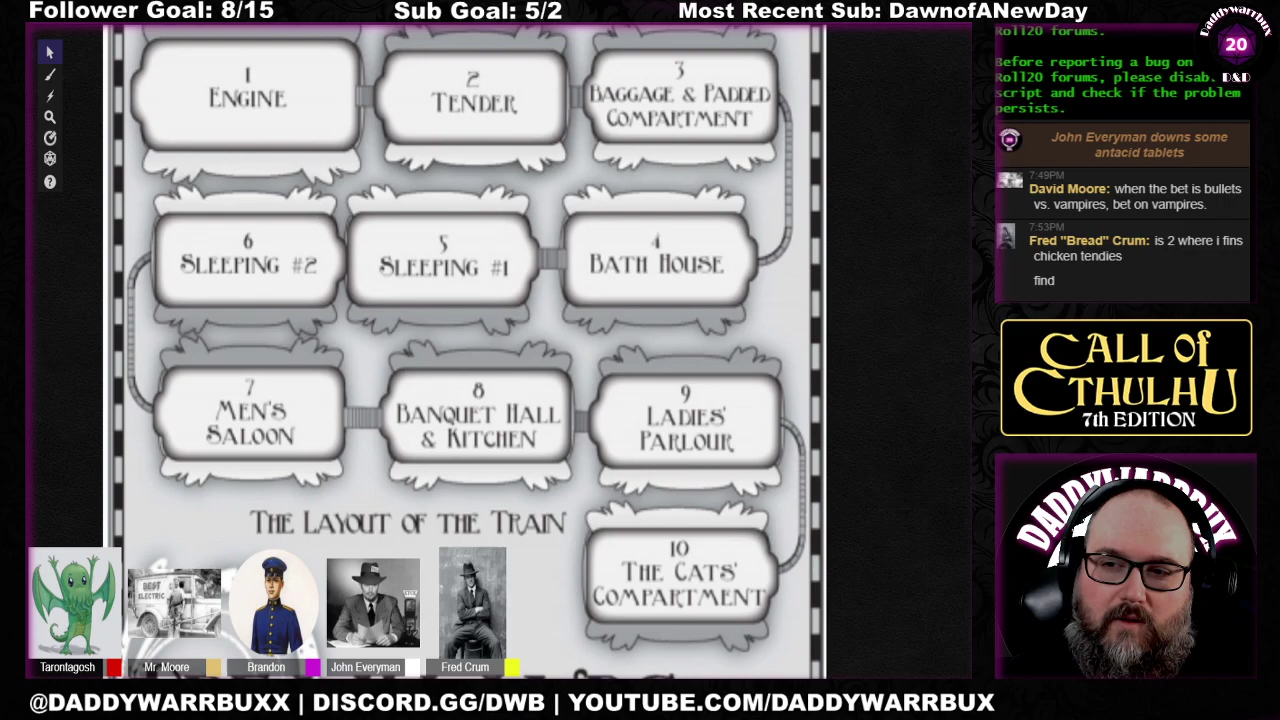 Follower Goal: 8/15
Sub Goal: 5/2
Most Recent Sub: DawnofANewDay
Daddywarrbux
20
D&D
Roll20 forums.
Before reporting a bug on
Roll20 forums, please disab
script and check if the problem
persists.
John Everyman downs some
antacid tablets
7:49PM
David Moore: when the bet is bullets
vs. vampires, bet on vampires.
7:53PM
Fred "Bread" Crum: is 2 where i fins
chicken tendies
find
1
Engine
2
Tender
3
Baggage & Padded
Compartment
4
Bath House
5
Sleeping #1
6
Sleeping #2
7
Men's
Saloon
8
Banquet Hall
& Kitchen
9
Ladies'
Parlour
10
The Cats'
Compartment
The Layout of the Train
CALL of
CTHULHU
7th EDITION
DADDYWARRBUX
BEST
ELECTRIC
Tarontagosh
Mr Moore
Brandon
John Everyman
Fred Crum
@DADDYWARRBUXX | DISCORD.GG/DWB | YOUTUBE.COM/DADDYWARRBUX